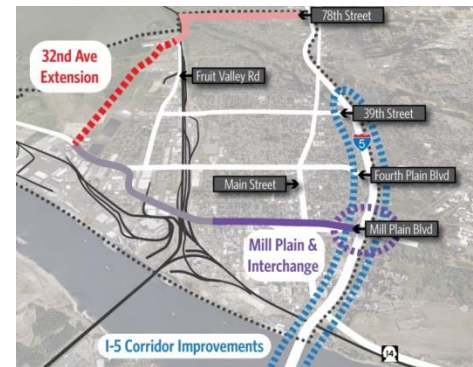 78th Street
32nd Ave
Extension
Fruit Valley Rd
39th Street
5
Fourth Plain Blvd
Main Street
Mill Plain Blvd
Mill Plain &
Interchange
I-5 Corridor Improvements
14